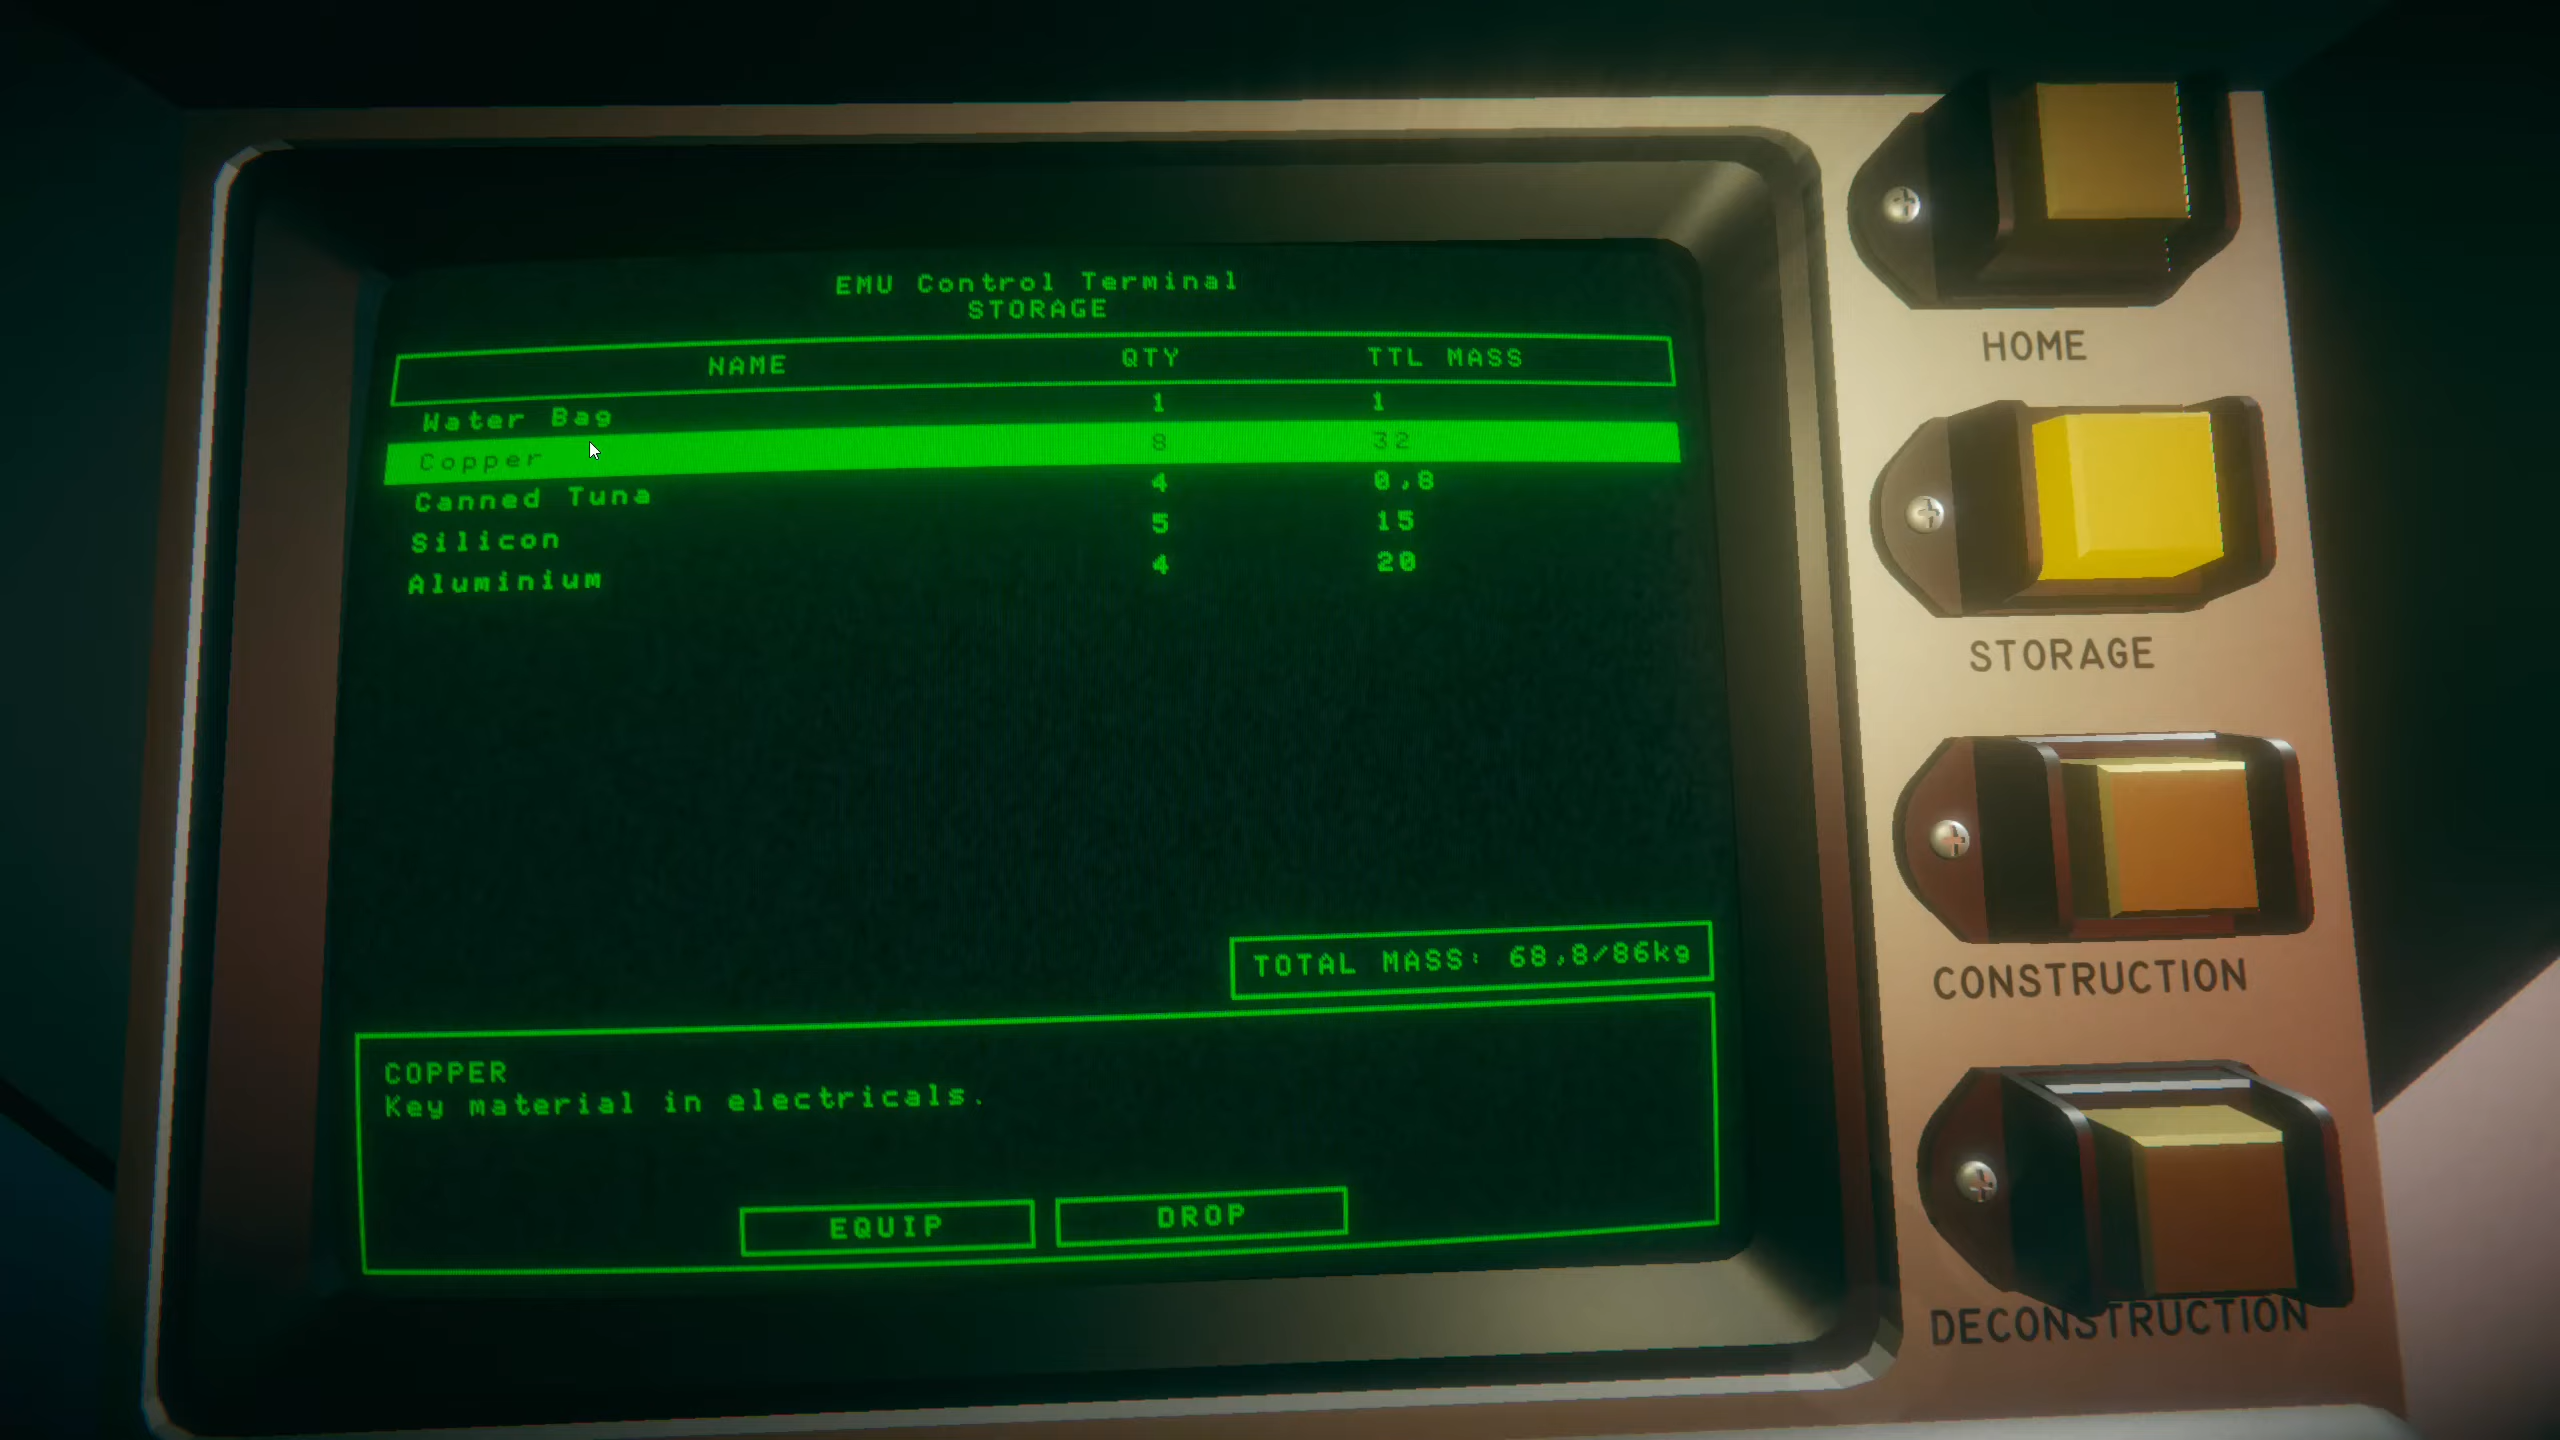 EMU Control Terminal
STORAGE
NAME QTY TTL MASS
Water Bag 1 1
Copper 8 32
Canned Tuna 4 0,8
Silicon 5 15
Aluminium 4 20
TOTAL MASS: 68,8/86kg
COPPER
Key material in electricals.
EQUIP DROP
HOME
STORAGE
CONSTRUCTION
DECONSTRUCTION